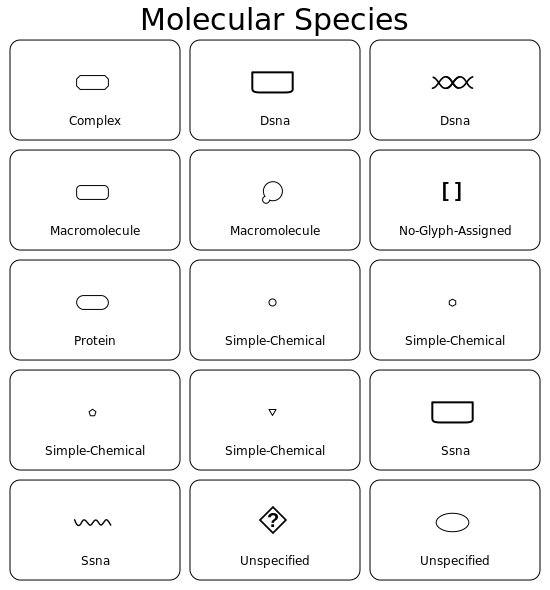 Molecular Species
Complex
Dsna
Dsna
Macromolecule
Macromolecule
[ ]
No-Glyph-Assigned
Protein
Simple-Chemical
Simple-Chemical
Simple-Chemical
Simple-Chemical
Ssna
Ssna
?
Unspecified
Unspecified